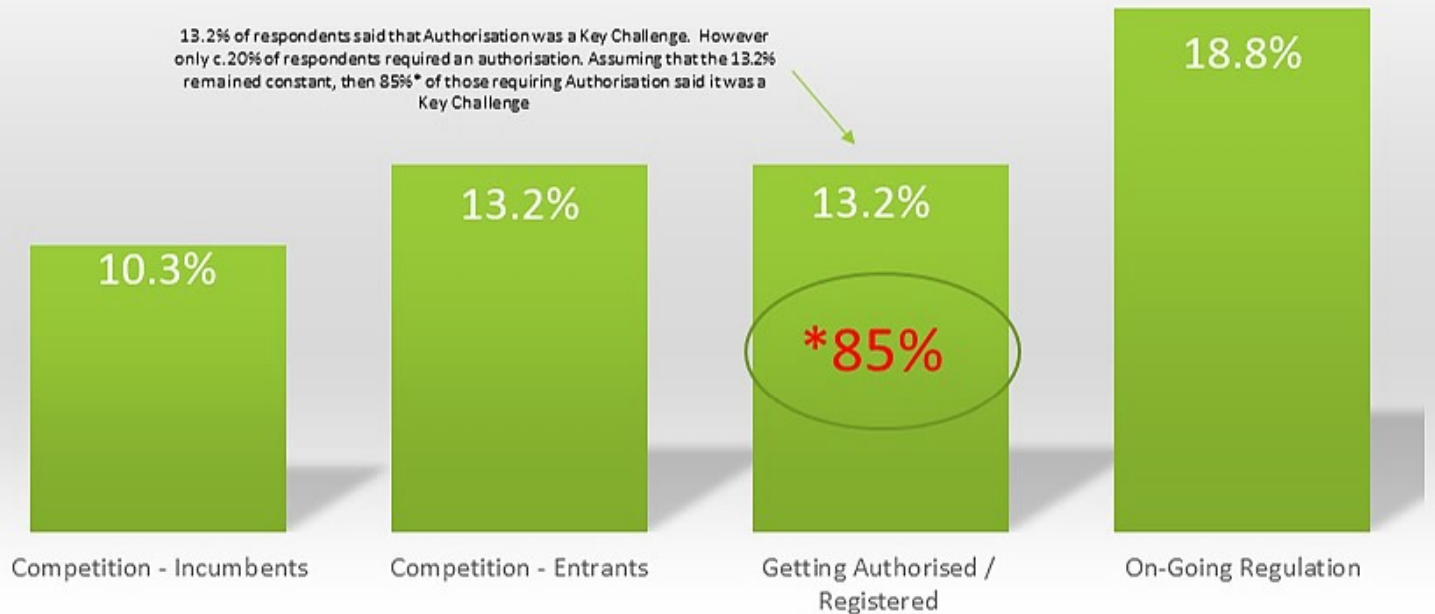 13.2% of respondents said that Authorisation was a Key Challenge. However
only c.20% of respondents required an authorisation. Assuming that the 13.2%
remained constant, then 85%* of those requiring Authorisation said it was a
Key Challenge
10.3%
13.2%
13.2%
18.8%
*85%
Competition - Incumbents
Competition - Entrants
Getting Authorised /
Registered
On-Going Regulation